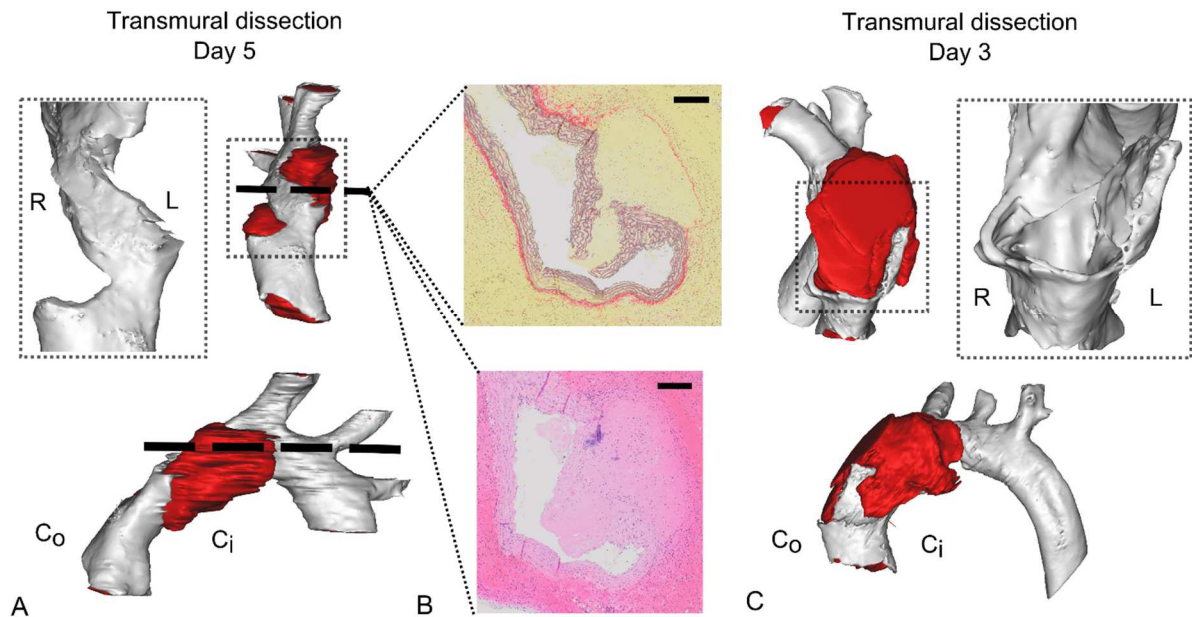 Transmural dissection
Day 5
Transmural dissection
Day 3
R
L
R
L
Co
Ci
Co
Ci
A
B
C